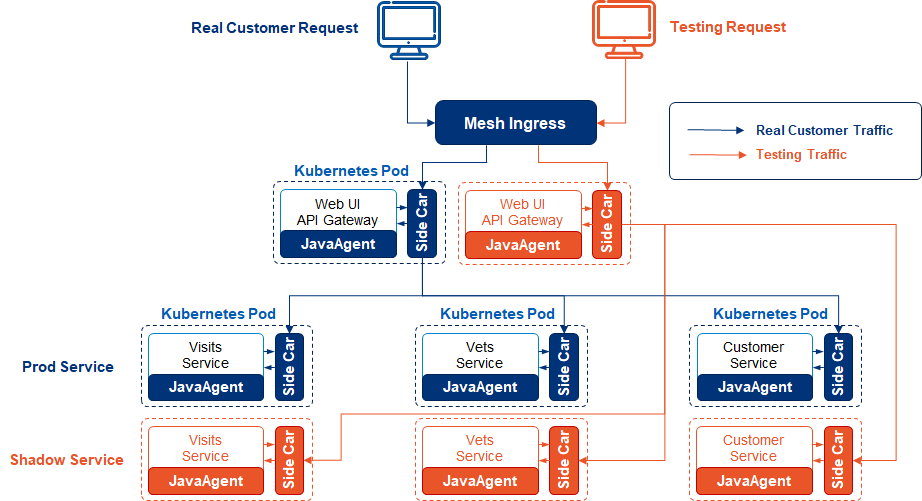 Real Customer Request
Testing Request
Mesh Ingress
Real Customer Traffic
Testing Traffic
Kubernetes Pod
Web UI
API Gateway
JavaAgent
Side Car
Web UI
API Gateway
JavaAgent
Side Car
Kubernetes Pod
Kubernetes Pod
Kubernetes Pod
Prod Service
Visits
Service
JavaAgent
Side Car
Vets
Service
JavaAgent
Side Car
Customer
Service
JavaAgent
Side Car
Shadow Service
Visits
Service
JavaAgent
Side Car
Vets
Service
JavaAgent
Side Car
Customer
Service
JavaAgent
Side Car